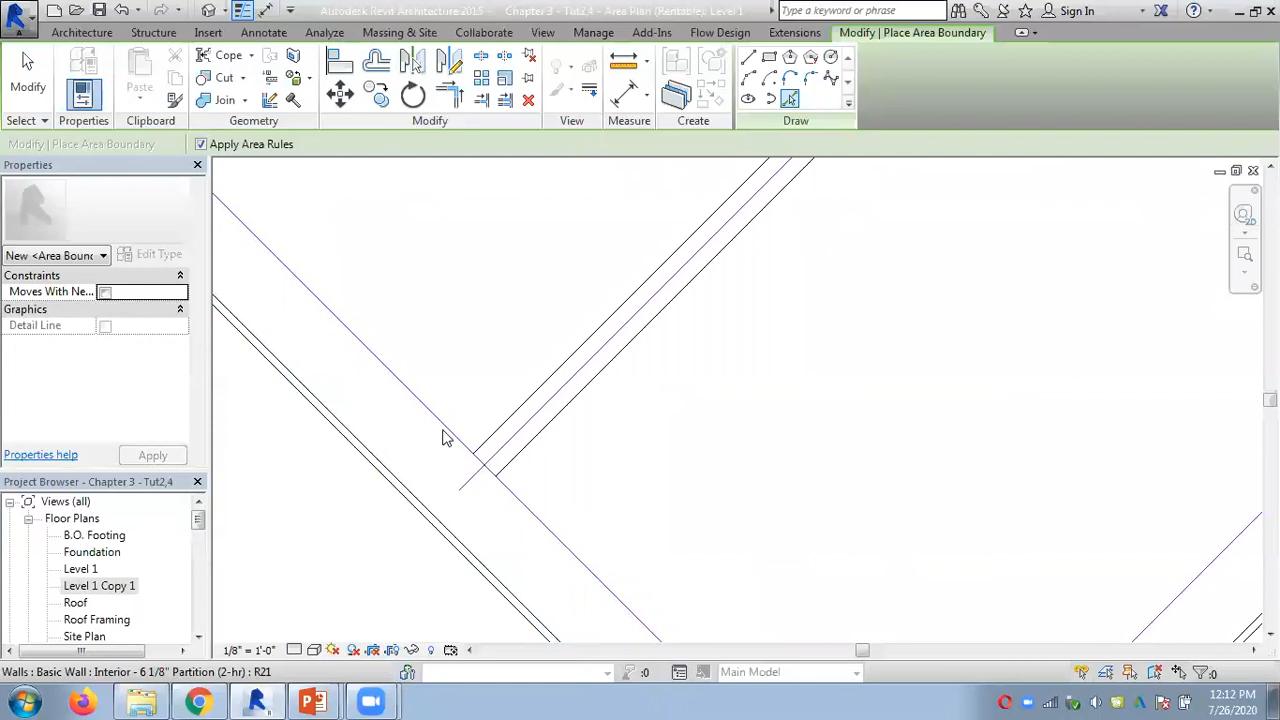 Autodesk Revit Architecture 2015 - Chapter 3 - Tut2,4 - Area Plan (Rentable): Level 1
Type a keyword or phrase
Sign In
Architecture Structure Insert Annotate Analyze Massing & Site Collaborate View Manage Add-Ins Flow Design Extensions Modify | Place Area Boundary
Modify
Paste
Cope
Cut
Join
Select Properties Clipboard Geometry Modify View Measure Create Draw
Modify | Place Area Boundary Apply Area Rules
Properties
New <Area Boun Edit Type
Constraints
Moves With Ne...
Graphics
Detail Line
Properties help Apply
Project Browser - Chapter 3 - Tut2,4
Views (all)
Floor Plans
B.O. Footing
Foundation
Level 1
Level 1 Copy 1
Roof
Roof Framing
Site Plan
1/8" = 1'-0"
Walls : Basic Wall : Interior - 6 1/8" Partition (2-hr) : R21
:0
Main Model
:0
12:12 PM
7/26/2020